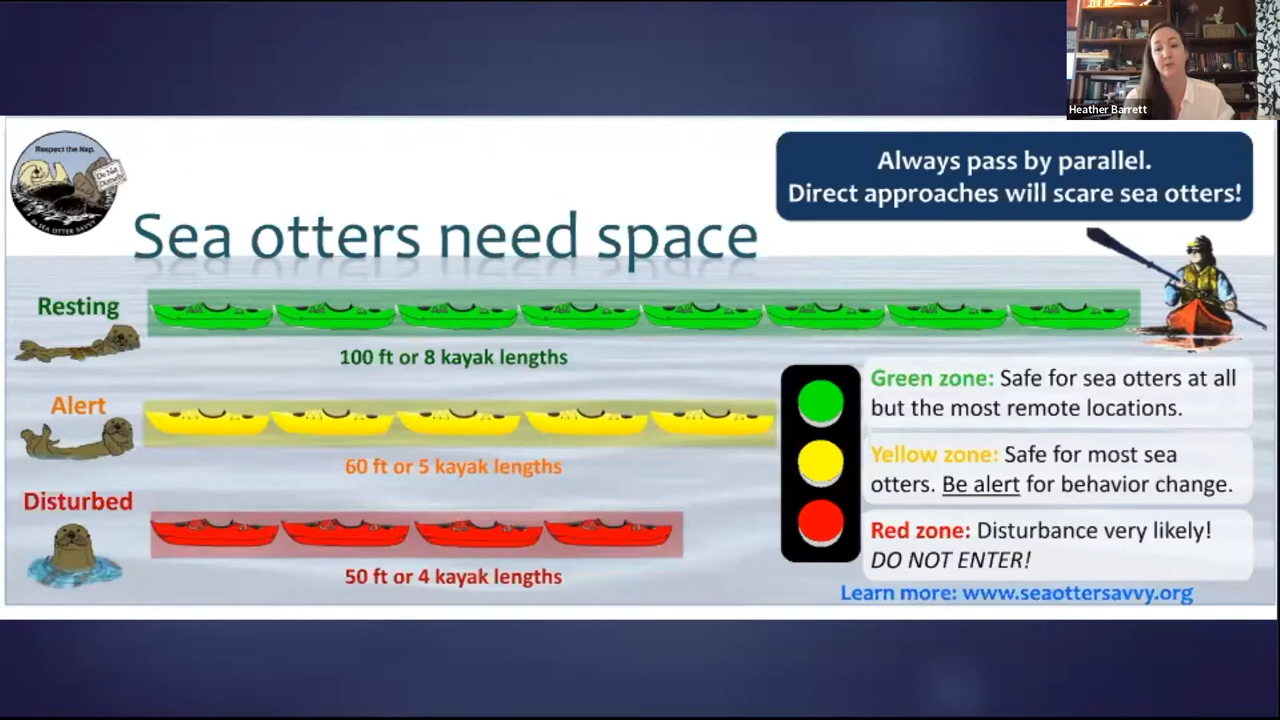 Heather Barrett
Respect the Nap.
Do Not
Disturb
SEA OTTER SAVVY
Always pass by parallel.
Direct approaches will scare sea otters!
Sea otters need space
Resting
100 ft or 8 kayak lengths
Alert
60 ft or 5 kayak lengths
Disturbed
50 ft or 4 kayak lengths
Green zone: Safe for sea otters at all
but the most remote locations.
Yellow zone: Safe for most sea
otters. Be alert for behavior change.
Red zone: Disturbance very likely!
DO NOT ENTER!
Learn more: www.seaottersavvy.org